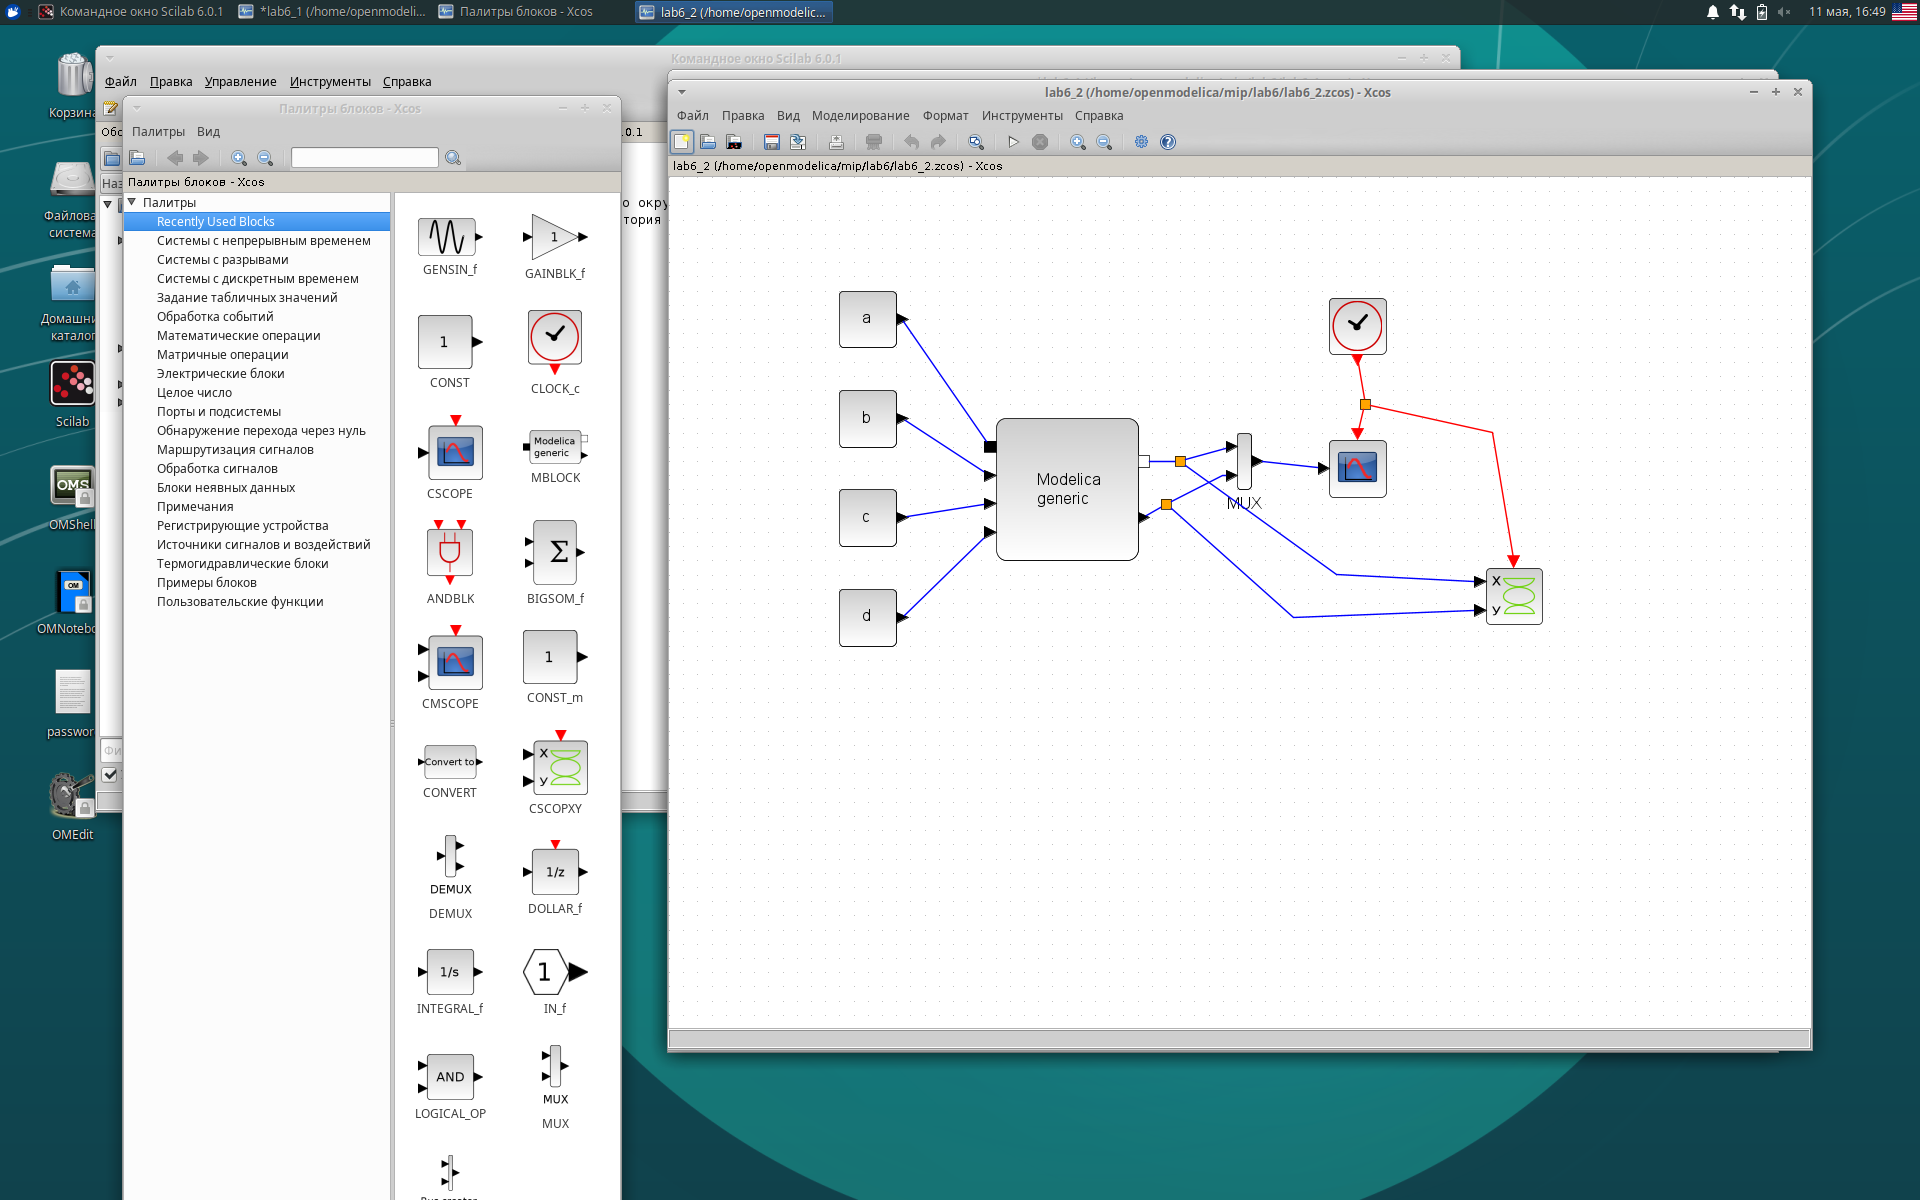 Командное окно Scilab 6.0.1
*lab6_1 (/home/openmodeli...
Палитры блоков - Xcos
lab6_2 (/home/openmodelic...
11 мая, 16:49
Корзина
Файлова
система
Домашни
каталог
Scilab
OMS
OMShell
OM
OMNotebo
passwor
OMEdit
Командное окно Scilab 6.0.1
Файл Правка Управление Инструменты Справка
Обс
.0.1
Наз
о окру
тория
Фи
Палитры блоков - Xcos
Палитры Вид
Палитры блоков - Xcos
Палитры
Recently Used Blocks
Системы с непрерывным временем
Системы с разрывами
Системы с дискретным временем
Задание табличных значений
Обработка событий
Математические операции
Матричные операции
Электрические блоки
Целое число
Порты и подсистемы
Обнаружение перехода через нуль
Маршрутизация сигналов
Обработка сигналов
Блоки неявных данных
Примечания
Регистрирующие устройства
Источники сигналов и воздействий
Термогидравлические блоки
Примеры блоков
Пользовательские функции
GENSIN_f
1
GAINBLK_f
1
CONST
CLOCK_c
CSCOPE
Modelica
generic
MBLOCK
ANDBLK
Σ
BIGSOM_f
CMSCOPE
1
CONST_m
Convert to
CONVERT
X
y
CSCOPXY
DEMUX
DEMUX
1/z
DOLLAR_f
1/s
INTEGRAL_f
1
IN_f
AND
LOGICAL_OP
MUX
MUX
lab6_2 (/home/openmodelica/mip/lab6/lab6_2.zcos) - Xcos
Файл Правка Вид Моделирование Формат Инструменты Справка
lab6_2 (/home/openmodelica/mip/lab6/lab6_2.zcos) - Xcos
a
b
c
d
Modelica
generic
MUX
X
y